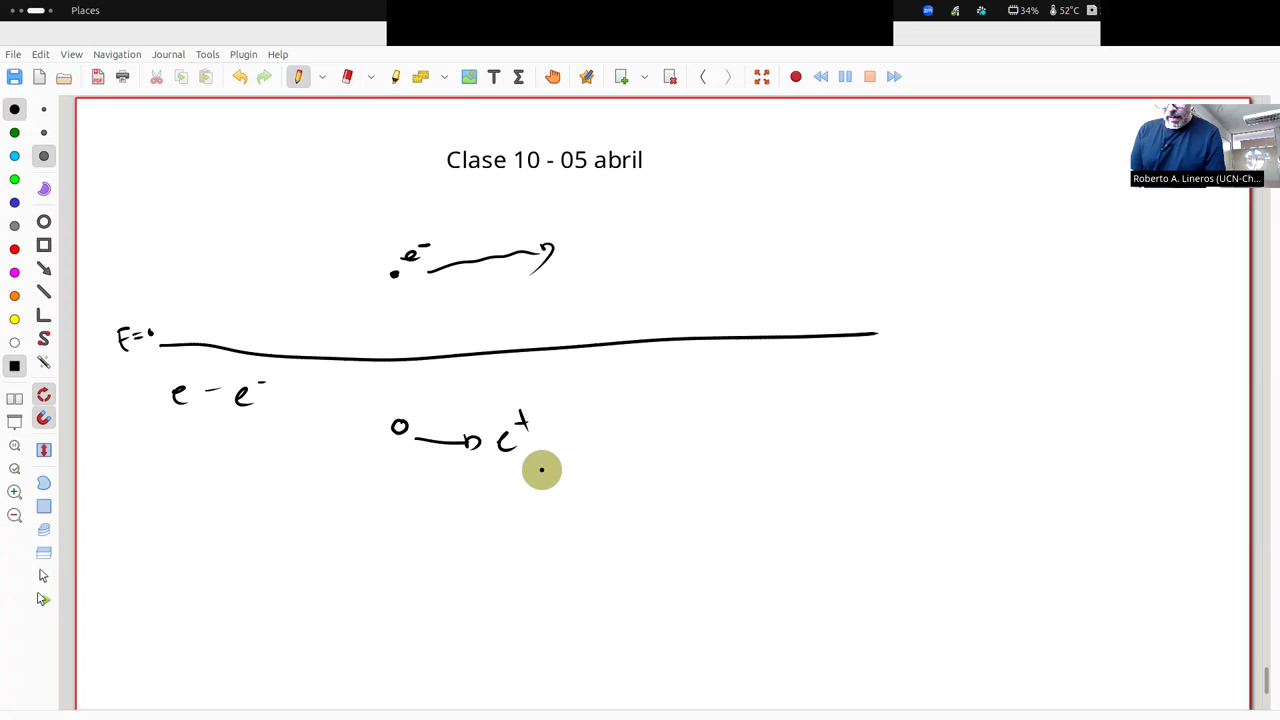 Places
34%
52°C
File Edit View Navigation Journal Tools Plugin Help
Clase 10 - 05 abril
Roberto A. Lineros (UCN-Ch...
e⁻
E=0
e - e⁻
e⁺